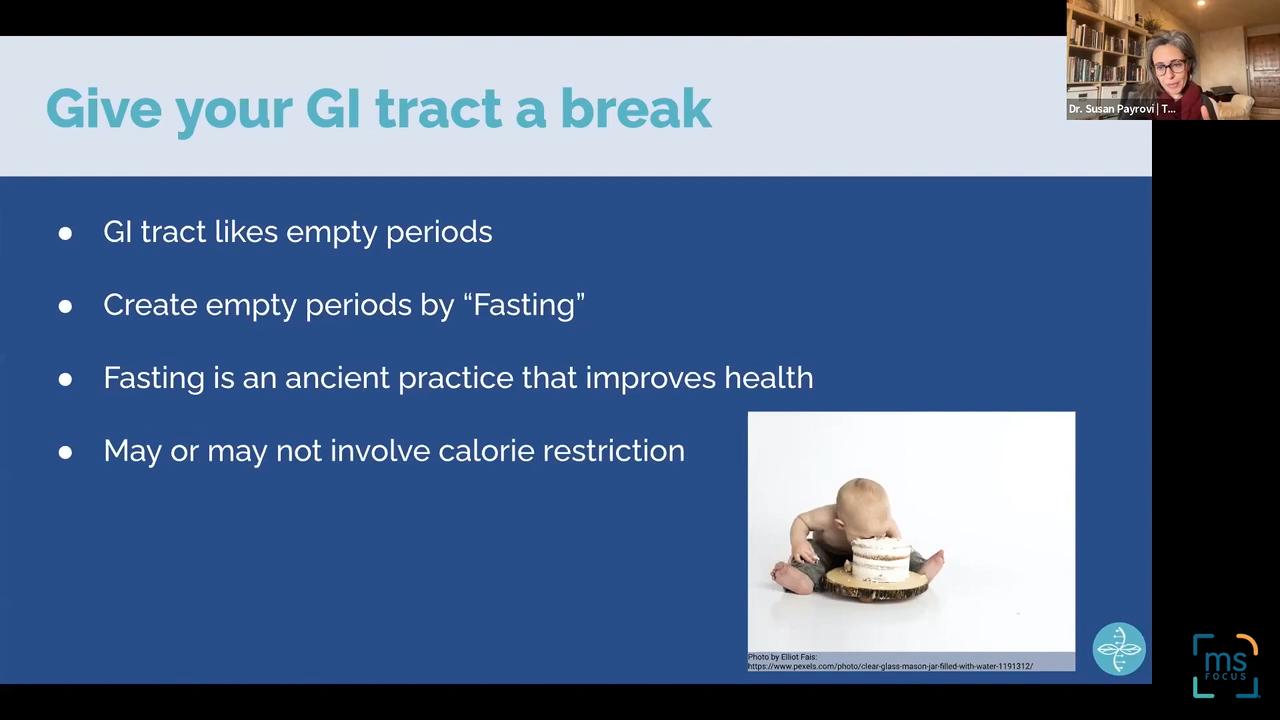 Give your GI tract a break
Dr. Susan Payrovi | T...
● GI tract likes empty periods
● Create empty periods by “Fasting”
● Fasting is an ancient practice that improves health
● May or may not involve calorie restriction
Photo by Elliot Fais:
https://www.pexels.com/photo/clear-glass-mason-jar-filled-with-water-1191312/
ms
FOCUS